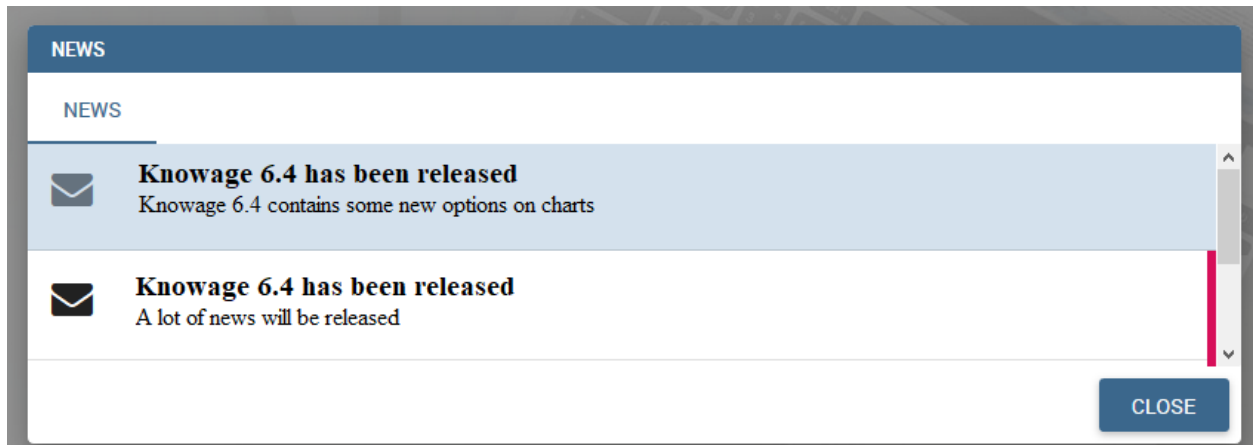 NEWS
NEWS
Knowage 6.4 has been released
Knowage 6.4 contains some new options on charts
Knowage 6.4 has been released
A lot of news will be released
CLOSE